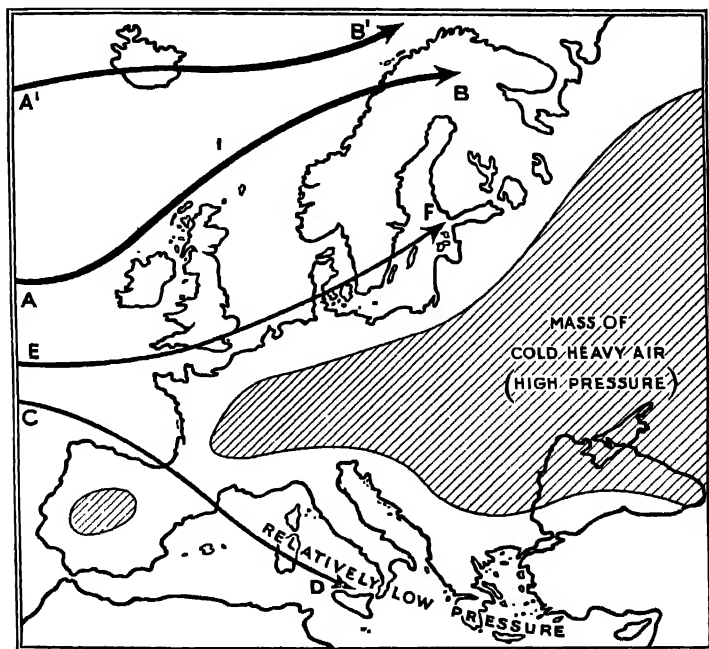 B'
A'
B
I
F
A
E
C
D
MASS OF
COLD HEAVY AIR
(HIGH PRESSURE)
RELATIVELY LOW PRESSURE